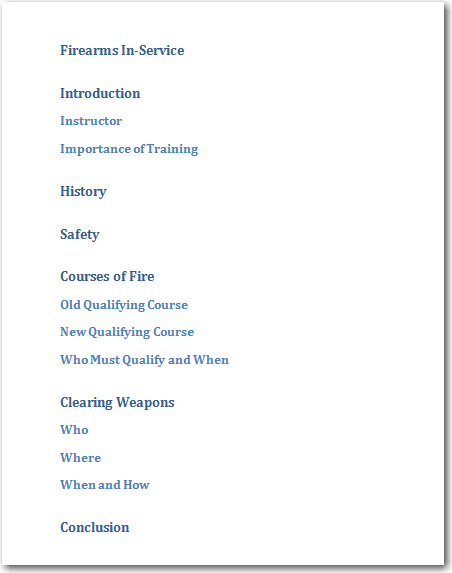 Firearms In-Service
Introduction
Instructor
Importance of Training
History
Safety
Courses of Fire
Old Qualifying Course
New Qualifying Course
Who Must Qualify and When
Clearing Weapons
Who
Where
When and How
Conclusion